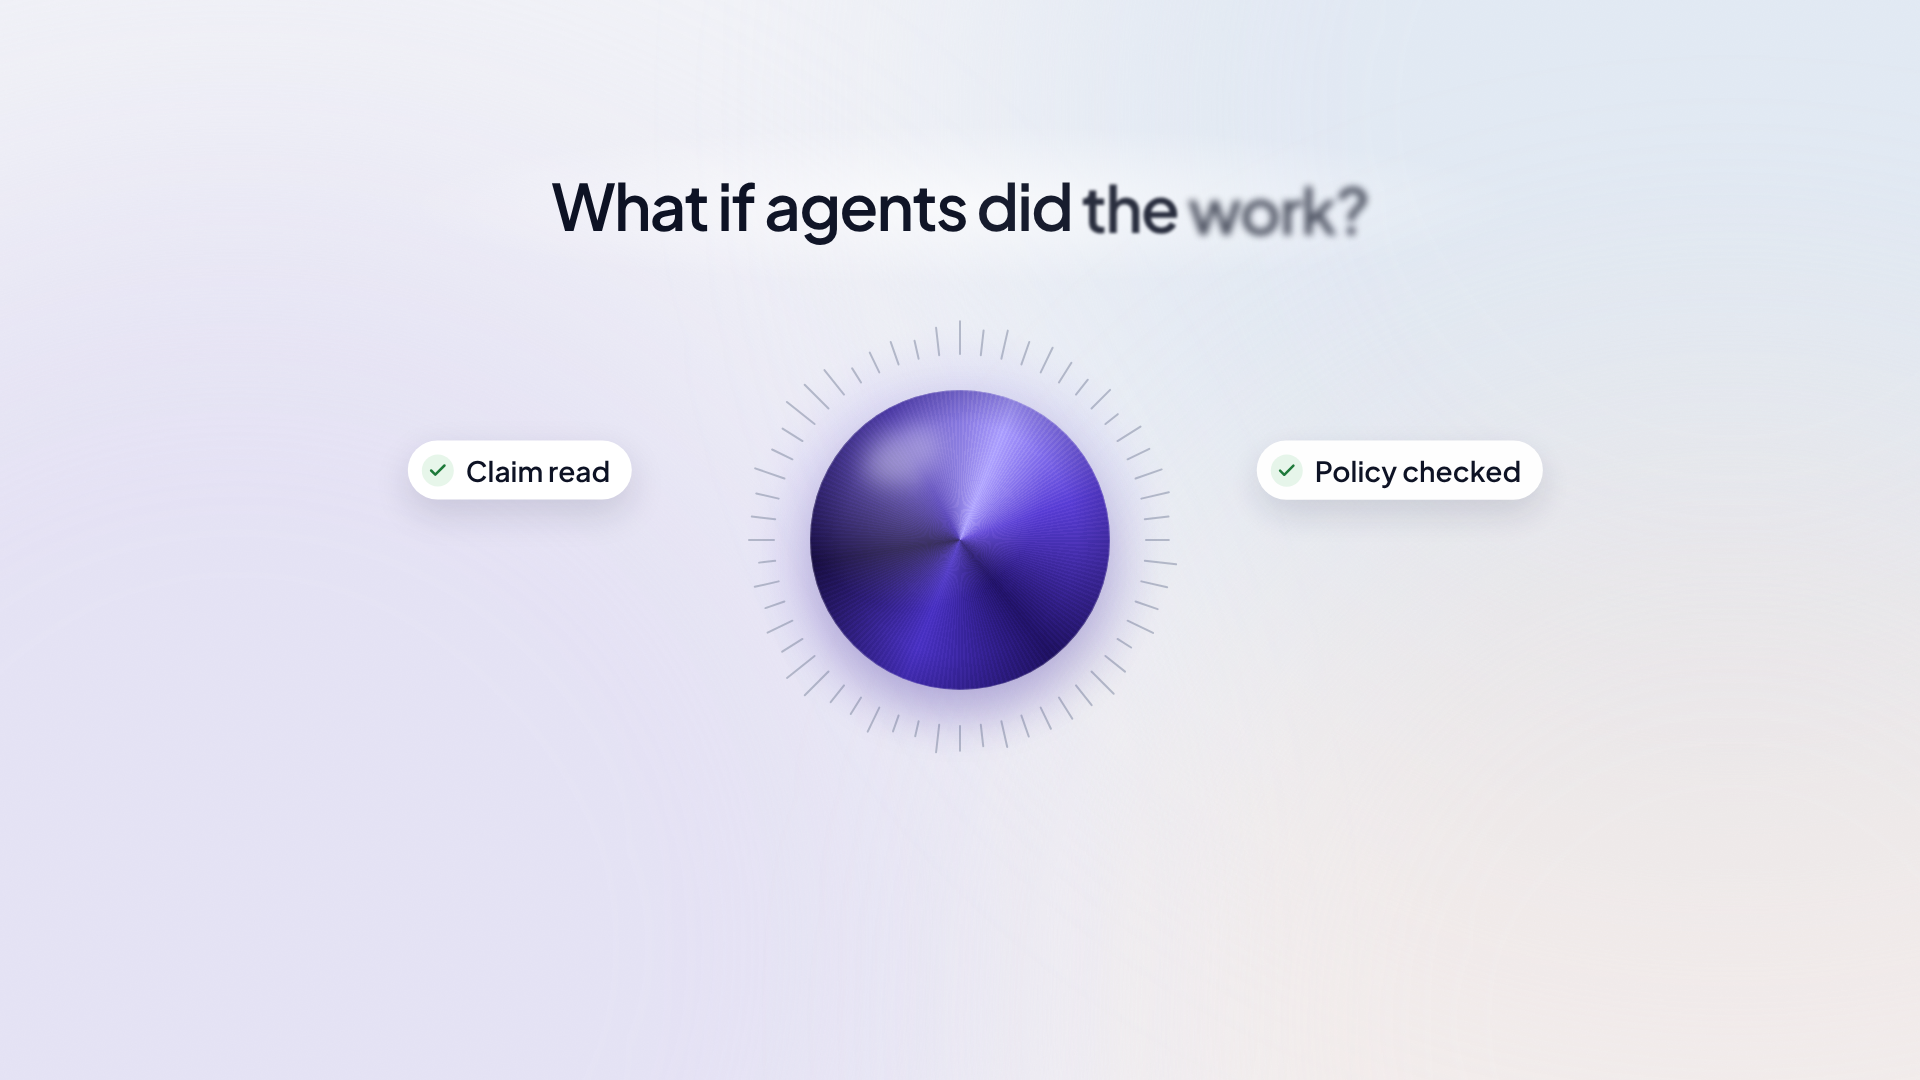 What if agents did the work?
Claim read
Policy checked